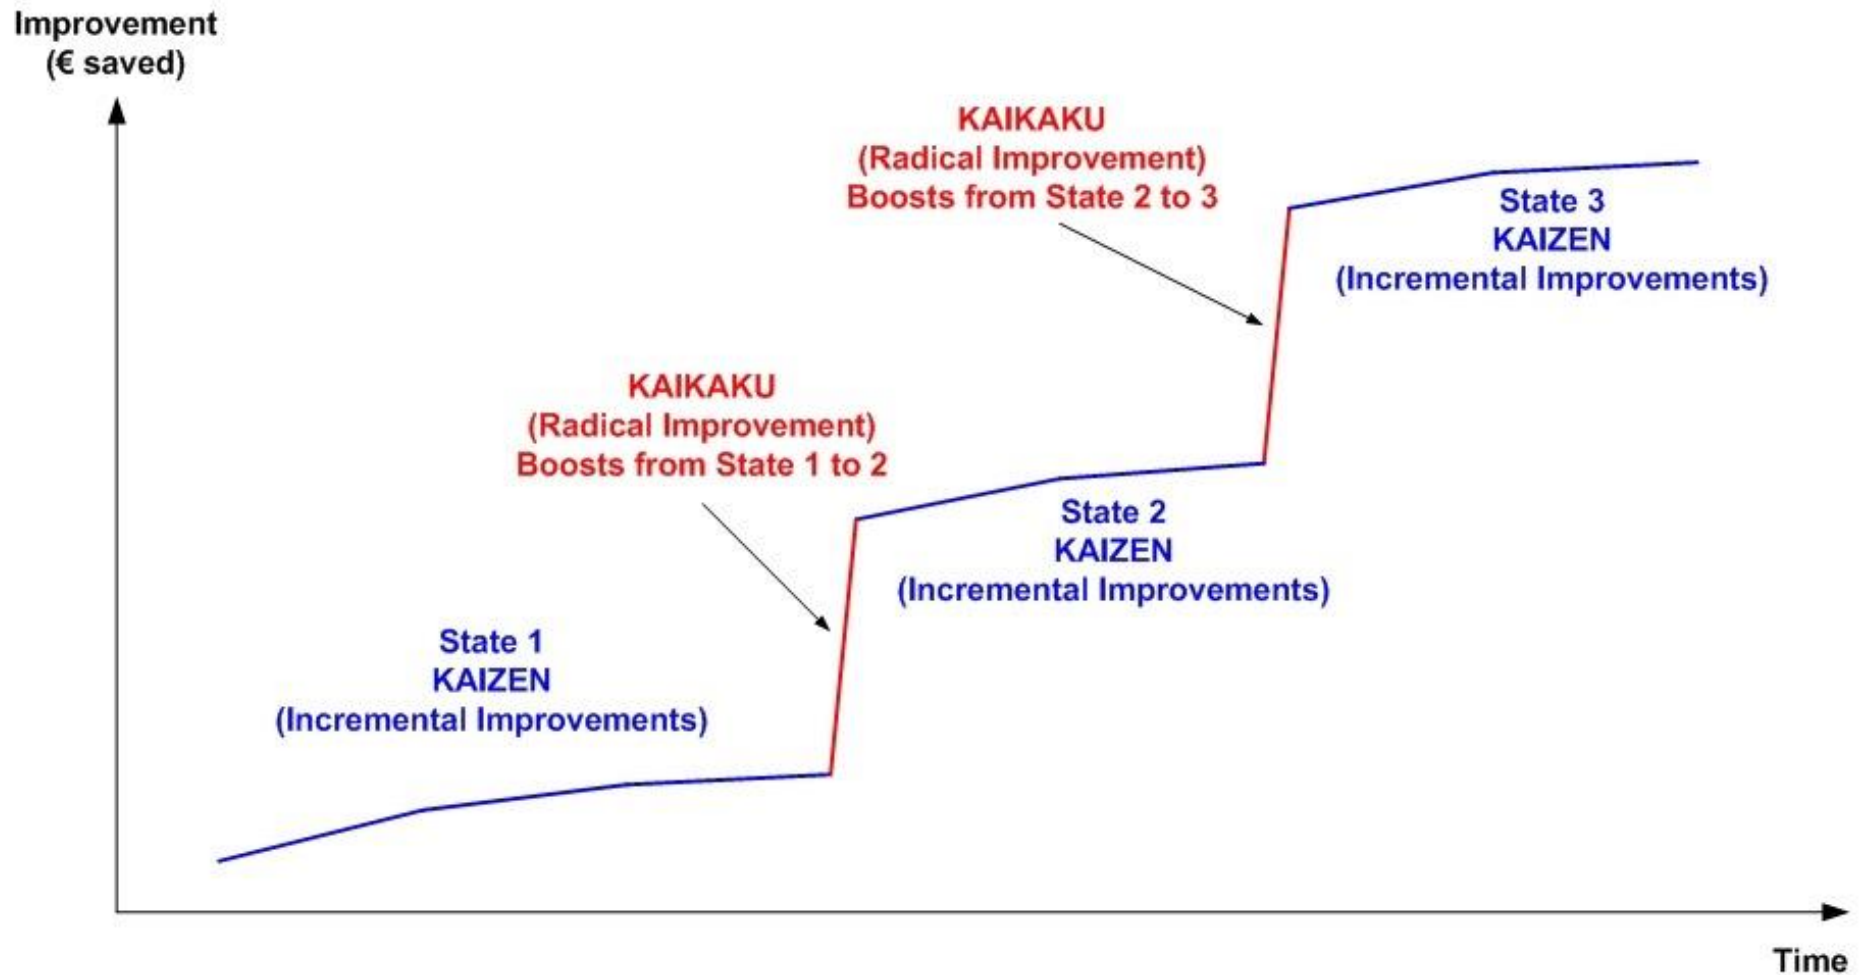 Improvement
(€ saved)
KAIKAKU
(Radical Improvement)
Boosts from State 2 to 3
State 3
KAIZEN
(Incremental Improvements)
KAIKAKU
(Radical Improvement)
Boosts from State 1 to 2
State 2
KAIZEN
(Incremental Improvements)
State 1
KAIZEN
(Incremental Improvements)
Time